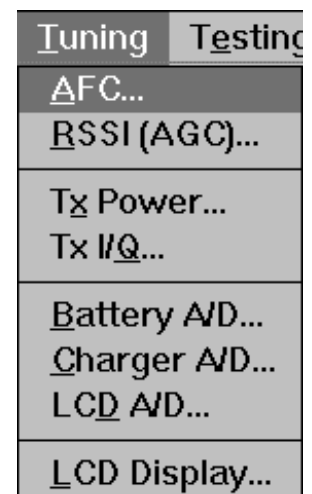 Tuning Testing
AFC...
RSSI (AGC)...
Tx Power...
Tx I/Q...
Battery A/D...
Charger A/D...
LCD A/D...
LCD Display...